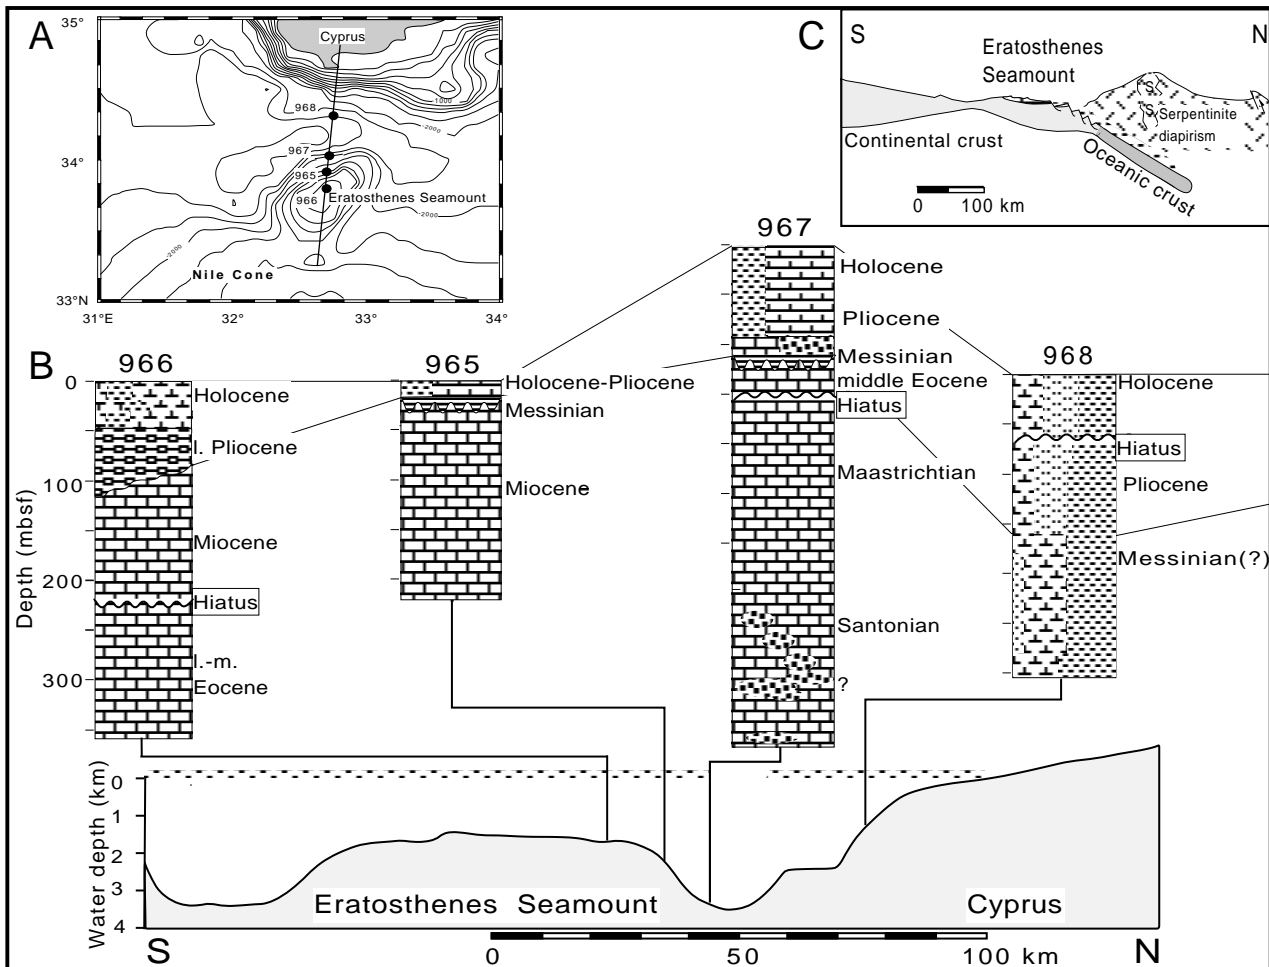 A
35°
34°
33°N
31°E
32°
33°
34°
Cyprus
968
967
965
966
Eratosthenes Seamount
Nile Cone
-1000
-2000
-2000
-2000
C
S
N
Eratosthenes
Seamount
Continental crust
Oceanic crust
S
S
Serpentinite
diapirism
0
100 km
B
Depth (mbsf)
0
100
200
300
966
Holocene
l. Pliocene
Miocene
Hiatus
l.-m.
Eocene
965
Holocene-Pliocene
Messinian
Miocene
967
Holocene
Pliocene
Messinian
middle Eocene
Hiatus
Maastrichtian
Santonian
?
968
Holocene
Hiatus
Pliocene
Messinian(?)
Water depth (km)
0
1
2
3
4
Eratosthenes Seamount
Cyprus
S
N
0
50
100 km